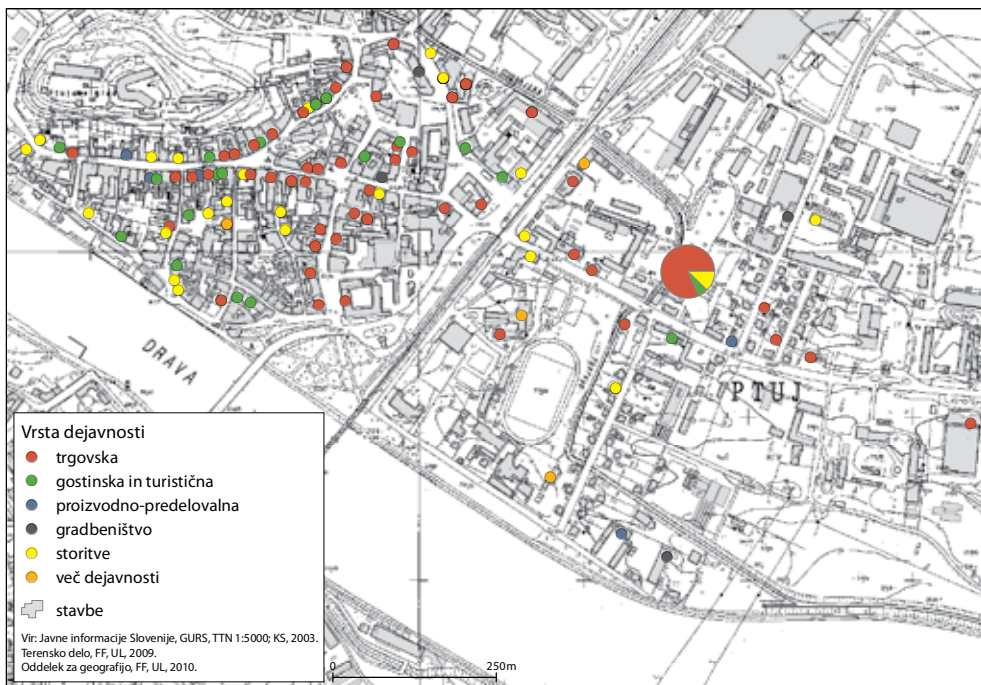 DRAVA
PTUJ
Vrsta dejavnosti
trgovska
gostinska in turistična
proizvodno-predelovalna
gradbeništvo
storitve
več dejavnosti
stavbe
Vir: Javne informacije Slovenije, GURS, TTN 1:5000; KS, 2003.
Terensko delo, FF, UL, 2009.
Oddelek za geografijo, FF, UL, 2010.
0 250m